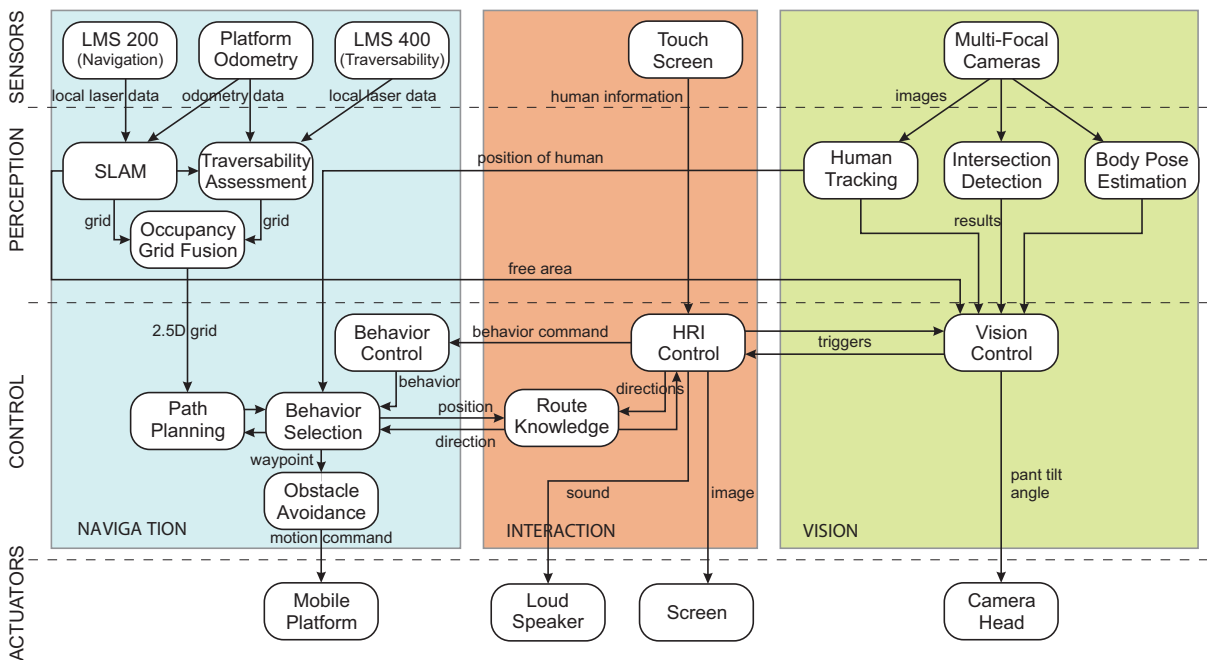 SENSORS
LMS 200
(Navigation)
Platform
Odometry
LMS 400
(Traversability)
Touch
Screen
Multi-Focal
Cameras
local laser data
odometry data
local laser data
human information
images
PERCEPTION
SLAM
Traversability
Assessment
position of human
Human
Tracking
Intersection
Detection
Body Pose
Estimation
grid
Occupancy
Grid Fusion
grid
results
free area
CONTROL
2.5D grid
Behavior
Control
behavior command
HRI
Control
triggers
Vision
Control
behavior
directions
Path
Planning
Behavior
Selection
position
direction
Route
Knowledge
waypoint
Obstacle
Avoidance
sound
image
pant tilt
angle
NAVIGA TION
INTERACTION
VISION
motion command
ACTUATORS
Mobile
Platform
Loud
Speaker
Screen
Camera
Head